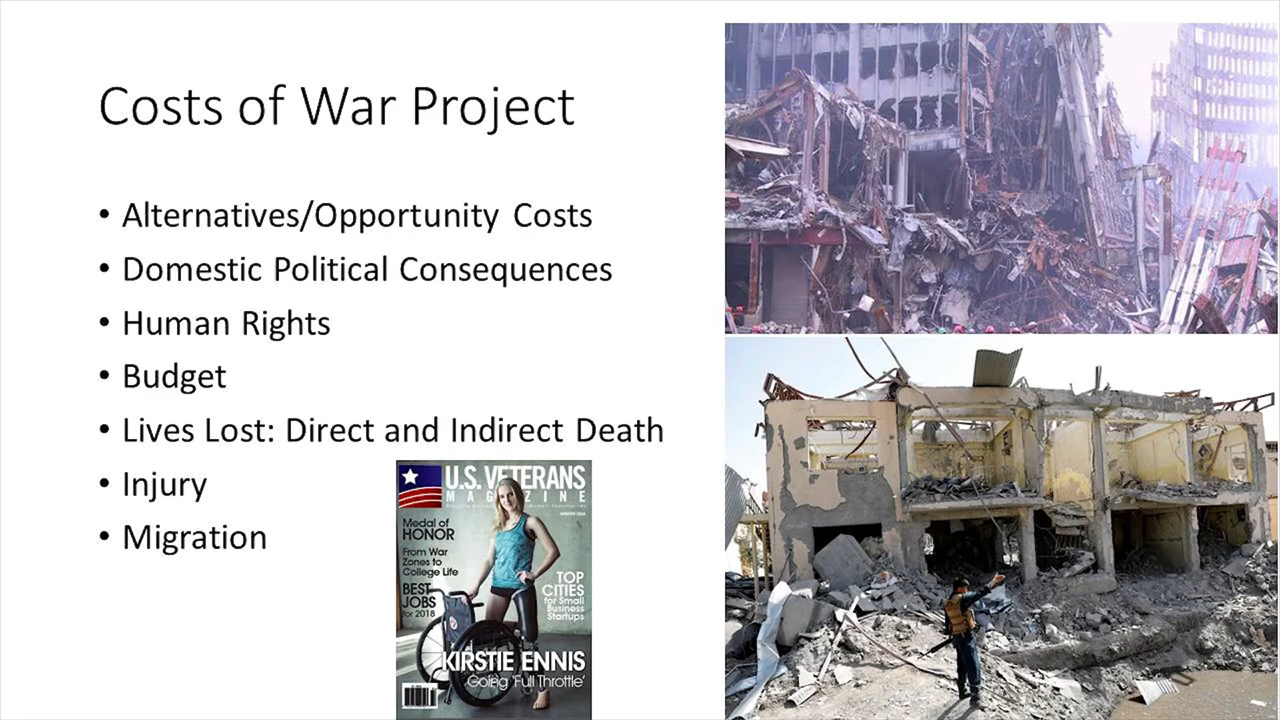 Costs of War Project
• Alternatives/Opportunity Costs
• Domestic Political Consequences
• Human Rights
• Budget
• Lives Lost: Direct and Indirect Death
• Injury
• Migration
U.S. VETERANS
MAGAZINE
WINTER 2018
Medal of
HONOR
From War
Zones to
College Life
BEST
JOBS
for 2018
TOP
CITIES
for Small
Business
Startups
KIRSTIE ENNIS
Going 'Full Throttle'